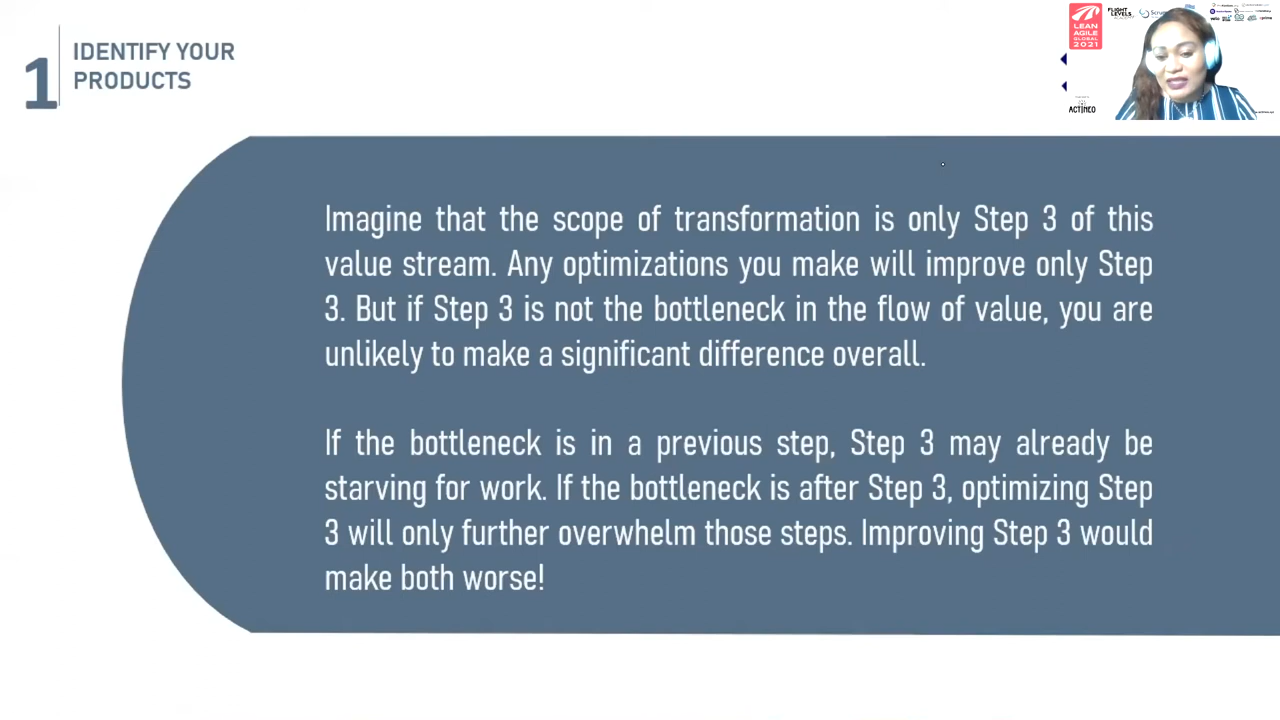 1
IDENTIFY YOUR
PRODUCTS
LEAN
AGILE
GLOBAL
2021
FLIGHT
LEVELS
ACTINEO
Imagine that the scope of transformation is only Step 3 of this
value stream. Any optimizations you make will improve only Step
3. But if Step 3 is not the bottleneck in the flow of value, you are
unlikely to make a significant difference overall.
If the bottleneck is in a previous step, Step 3 may already be
starving for work. If the bottleneck is after Step 3, optimizing Step
3 will only further overwhelm those steps. Improving Step 3 would
make both worse!